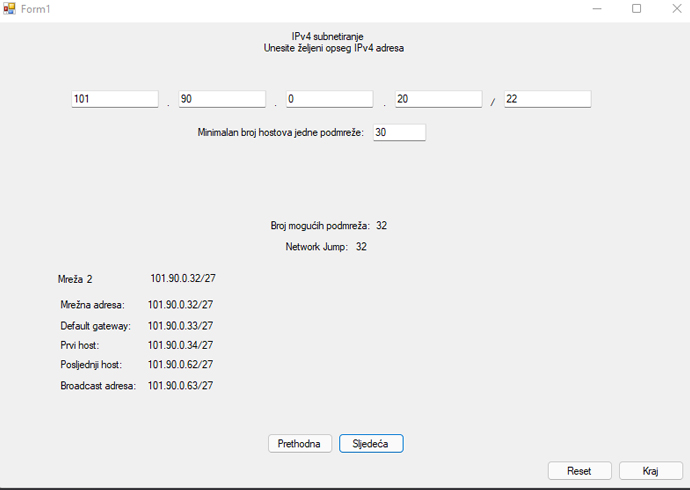 Form1
IPv4 subnetiranje
Unesite željeni opseg IPv4 adresa
101 . 90 . 0 . 20 / 22
Minimalan broj hostova jedne podmreže: 30
Broj mogućih podmreža: 32
Network Jump: 32
Mreža 2 101.90.0.32/27
Mrežna adresa: 101.90.0.32/27
Default gateway: 101.90.0.33/27
Prvi host: 101.90.0.34/27
Posljednji host: 101.90.0.62/27
Broadcast adresa: 101.90.0.63/27
Prethodna Sljedeća
Reset Kraj